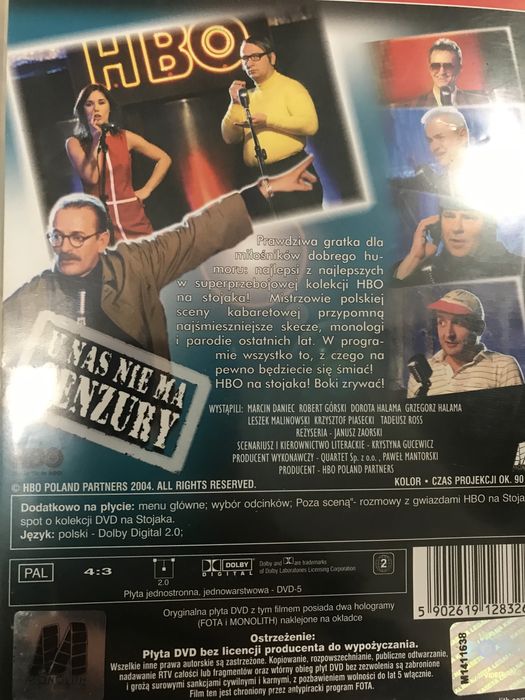 HBO
Prawdziwa gratka dla
miłośników dobrego hu-
moru: najlepsi z najlepszych
w superprzebojowej kolekcji HBO
na stojaka! Mistrzowie polskiej
sceny kabaretowej przypomną
najśmieszniejsze skecze, monologi
i parodie ostatnich lat. W progra-
mie wszystko to, z czego na
pewno będziecie się śmiać!
HBO na stojaka! Boki zrywać!
U NAS NIE MA
CENZURY
WYSTĄPILI: MARCIN DANIEC ROBERT GÓRSKI DOROTA HALAMA GRZEGORZ HALAMA
LESZEK MALINOWSKI KRZYSZTOF PIASECKI TADEUSZ ROSS
REŻYSERIA - JANUSZ ZAORSKI
SCENARIUSZ I KIEROWNICTWO LITERACKIE - KRYSTYNA GUCEWICZ
PRODUCENT WYKONAWCZY - QUARTET Sp. z o.o., PAWEŁ MANTORSKI
PRODUCENT - HBO POLAND PARTNERS
© HBO POLAND PARTNERS 2004. ALL RIGHTS RESERVED.
KOLOR • CZAS PROJEKCJI OK. 90
Dodatkowo na płycie: menu główne; wybór odcinków; Poza sceną"- rozmowy z gwiazdami HBO na Stoja
spot o kolekcji DVD na Stojaka.
Język: polski - Dolby Digital 2.0;
PAL
4:3
2.0
DOLBY
DIGITAL
Dolby and are trademarks
of Dolby Laboratories Licensing Corporation
2
Płyta jednostronna, jednowarstwowa - DVD-5
Oryginalna płyta DVD z tym filmem posiada dwa hologramy
(FOTA i MONOLITH) naklejone na okładce
5 902619 12832
M1411638
Ostrzeżenie:
Płyta DVD bez licencji producenta do wypożyczania.
Wszelkie inne prawa autorskie są zastrzeżone. Kopiowanie, rozpowszechnianie, publiczne odtwarzanie,
nadawanie RTV całości lub fragmentów oraz wtórny obieg płyt DVD bez zezwolenia są zabronione
i grożą surowymi sankcjami cywilnymi i karnymi, z pozbawieniem wolności do lat 5 włącznie.
Film ten jest chroniony przez antypiracki program FOTA.